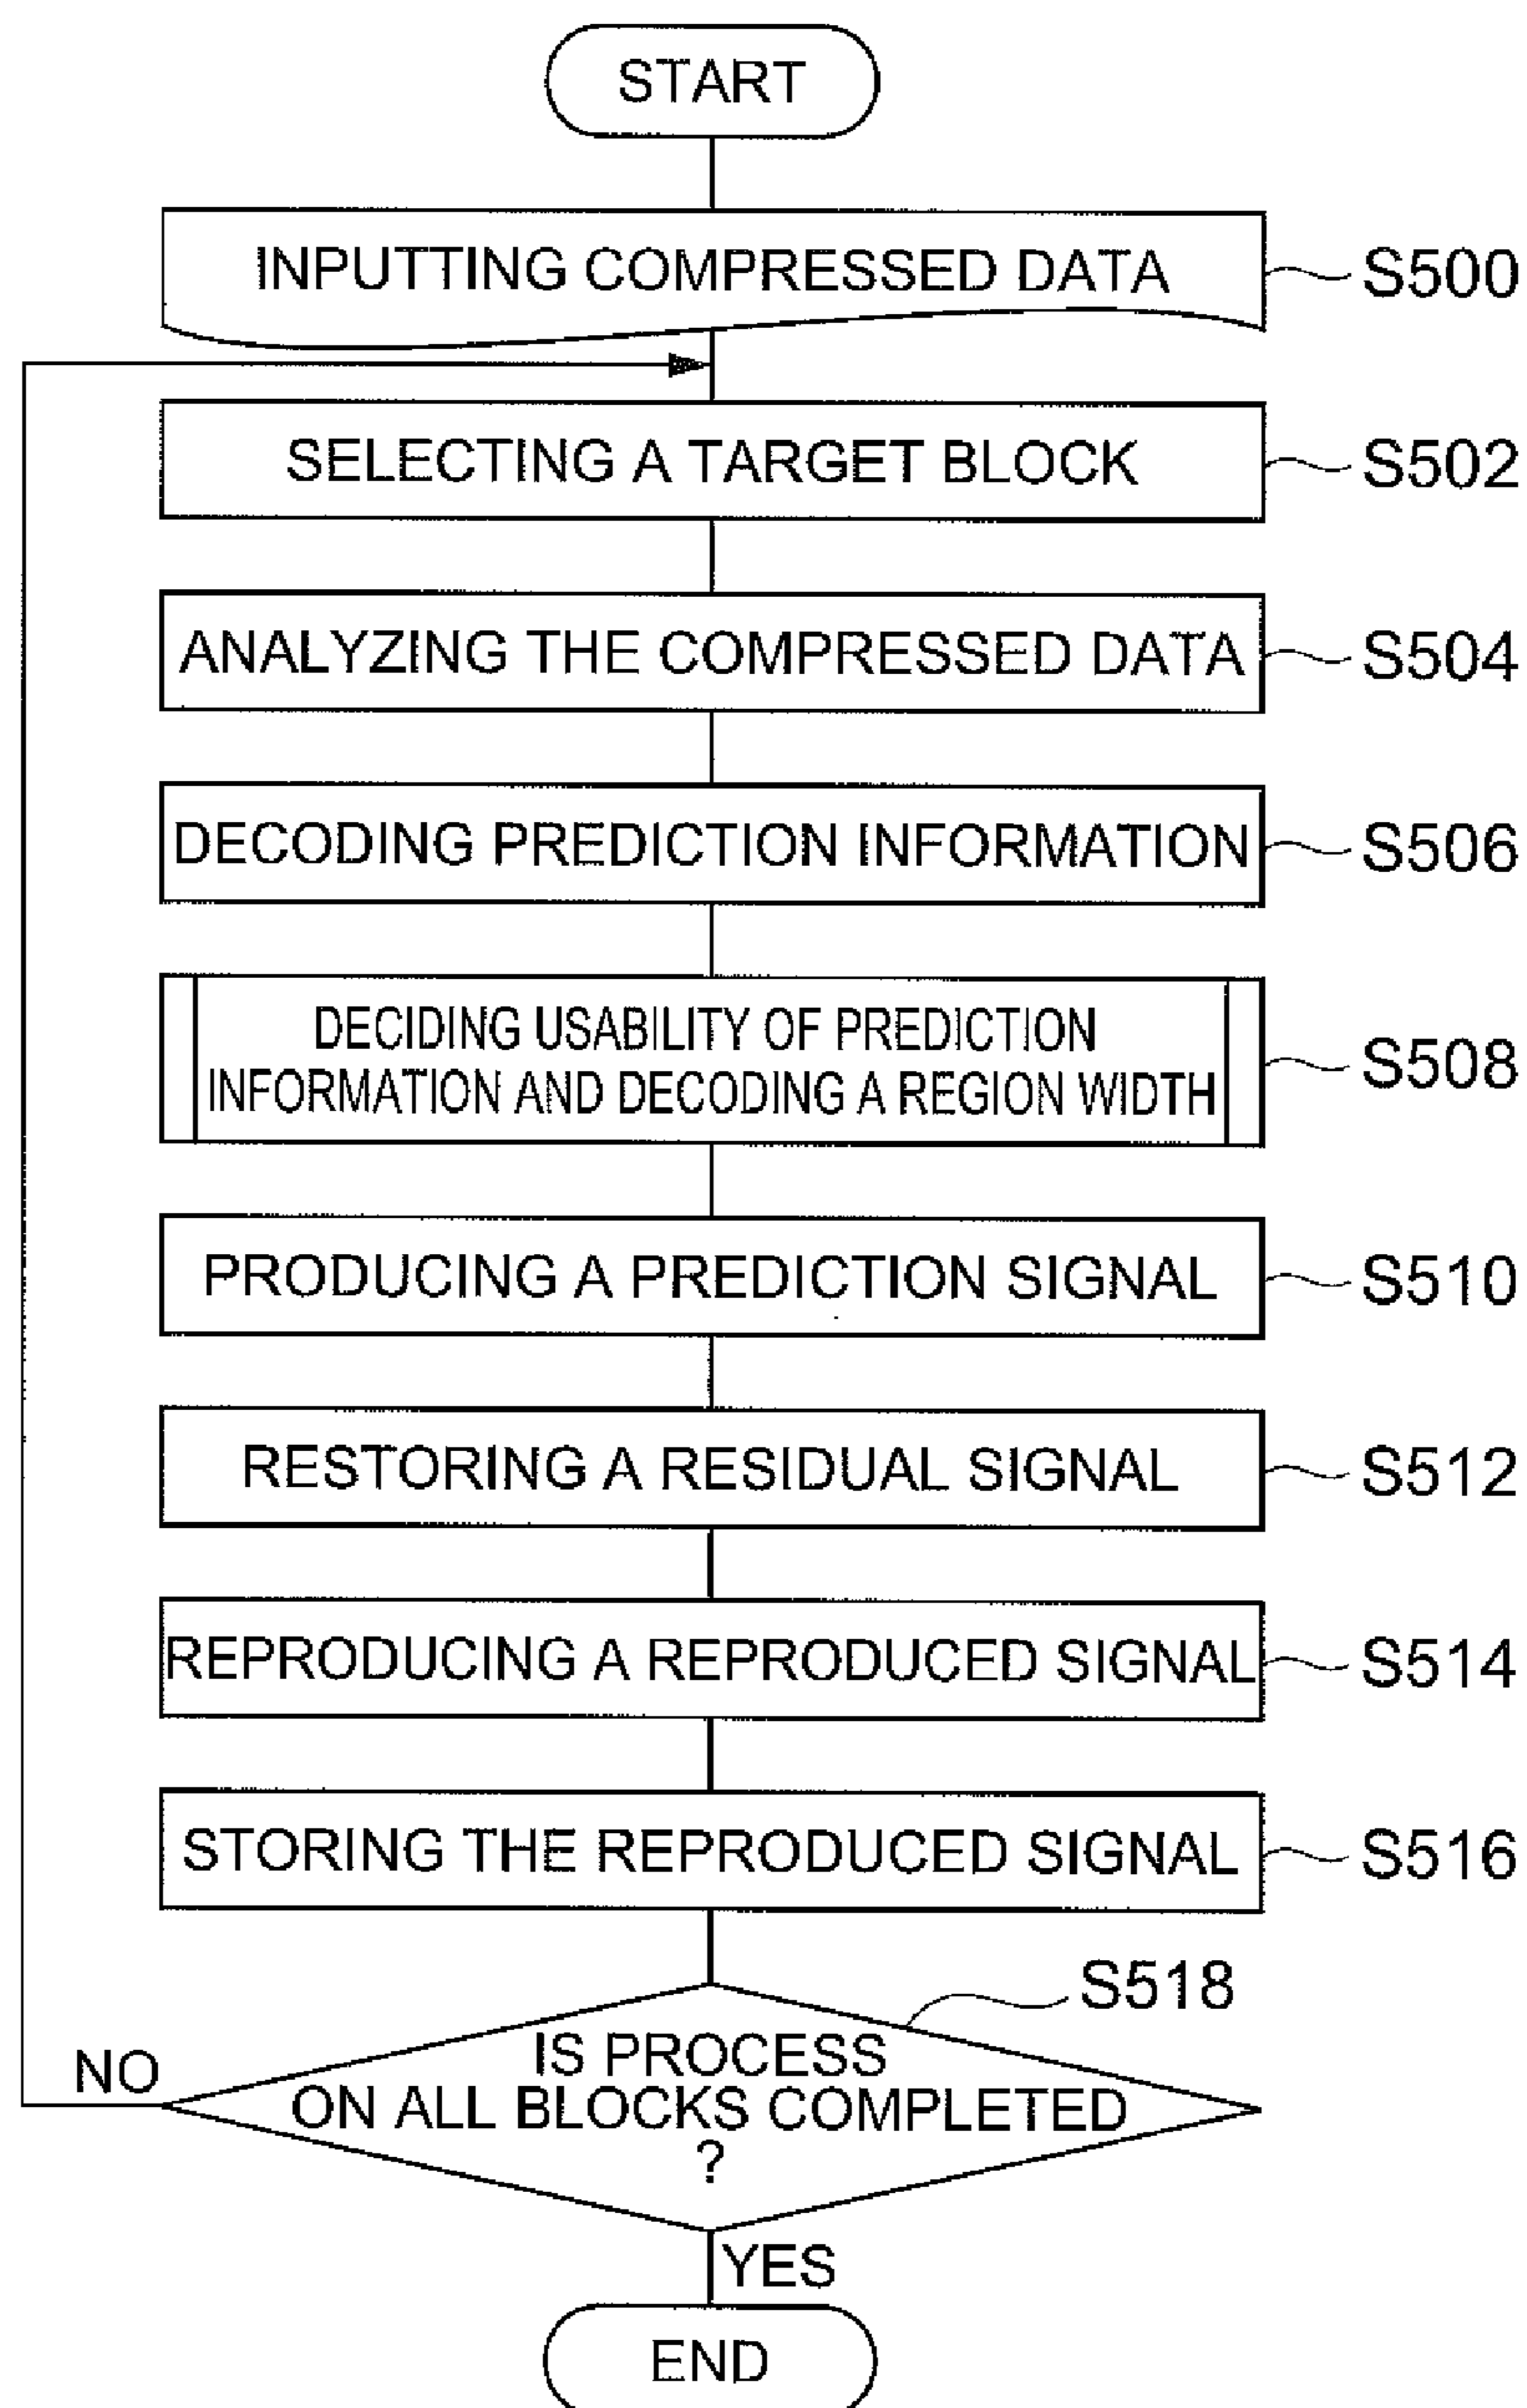 START
INPUTTING COMPRESSED DATA
S500
SELECTING A TARGET BLOCK
S502
ANALYZING THE COMPRESSED DATA
S504
DECODING PREDICTION INFORMATION
S506
DECIDING USABILITY OF PREDICTION
INFORMATION AND DECODING A REGION WIDTH
S508
PRODUCING A PREDICTION SIGNAL
S510
RESTORING A RESIDUAL SIGNAL
S512
REPRODUCING A REPRODUCED SIGNAL
S514
STORING THE REPRODUCED SIGNAL
S516
S518
IS PROCESS
ON ALL BLOCKS COMPLETED
?
NO
YES
END